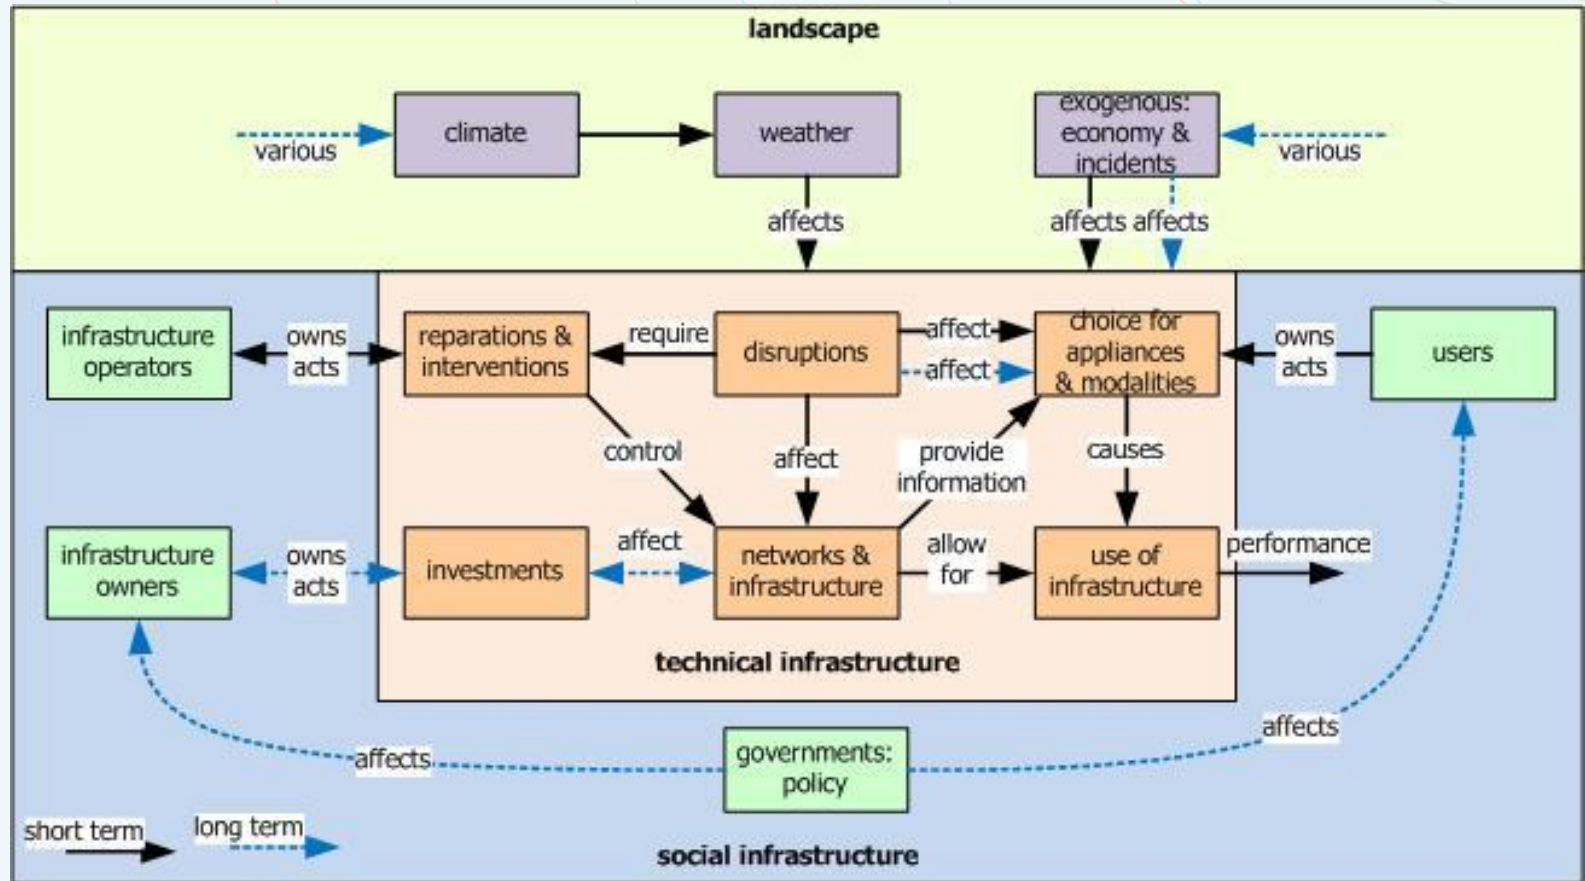 landscape
climate
weather
exogenous:
economy &
incidents
various
various
affects
affects
affects
infrastructure
operators
owns
acts
reparations &
interventions
require
disruptions
affect
affect
choice for
appliances
& modalities
owns
acts
users
control
affect
provide
information
causes
infrastructure
owners
owns
acts
investments
affect
networks &
infrastructure
allow
for
use of
infrastructure
performance
technical infrastructure
affects
governments:
policy
affects
short term
long term
social infrastructure